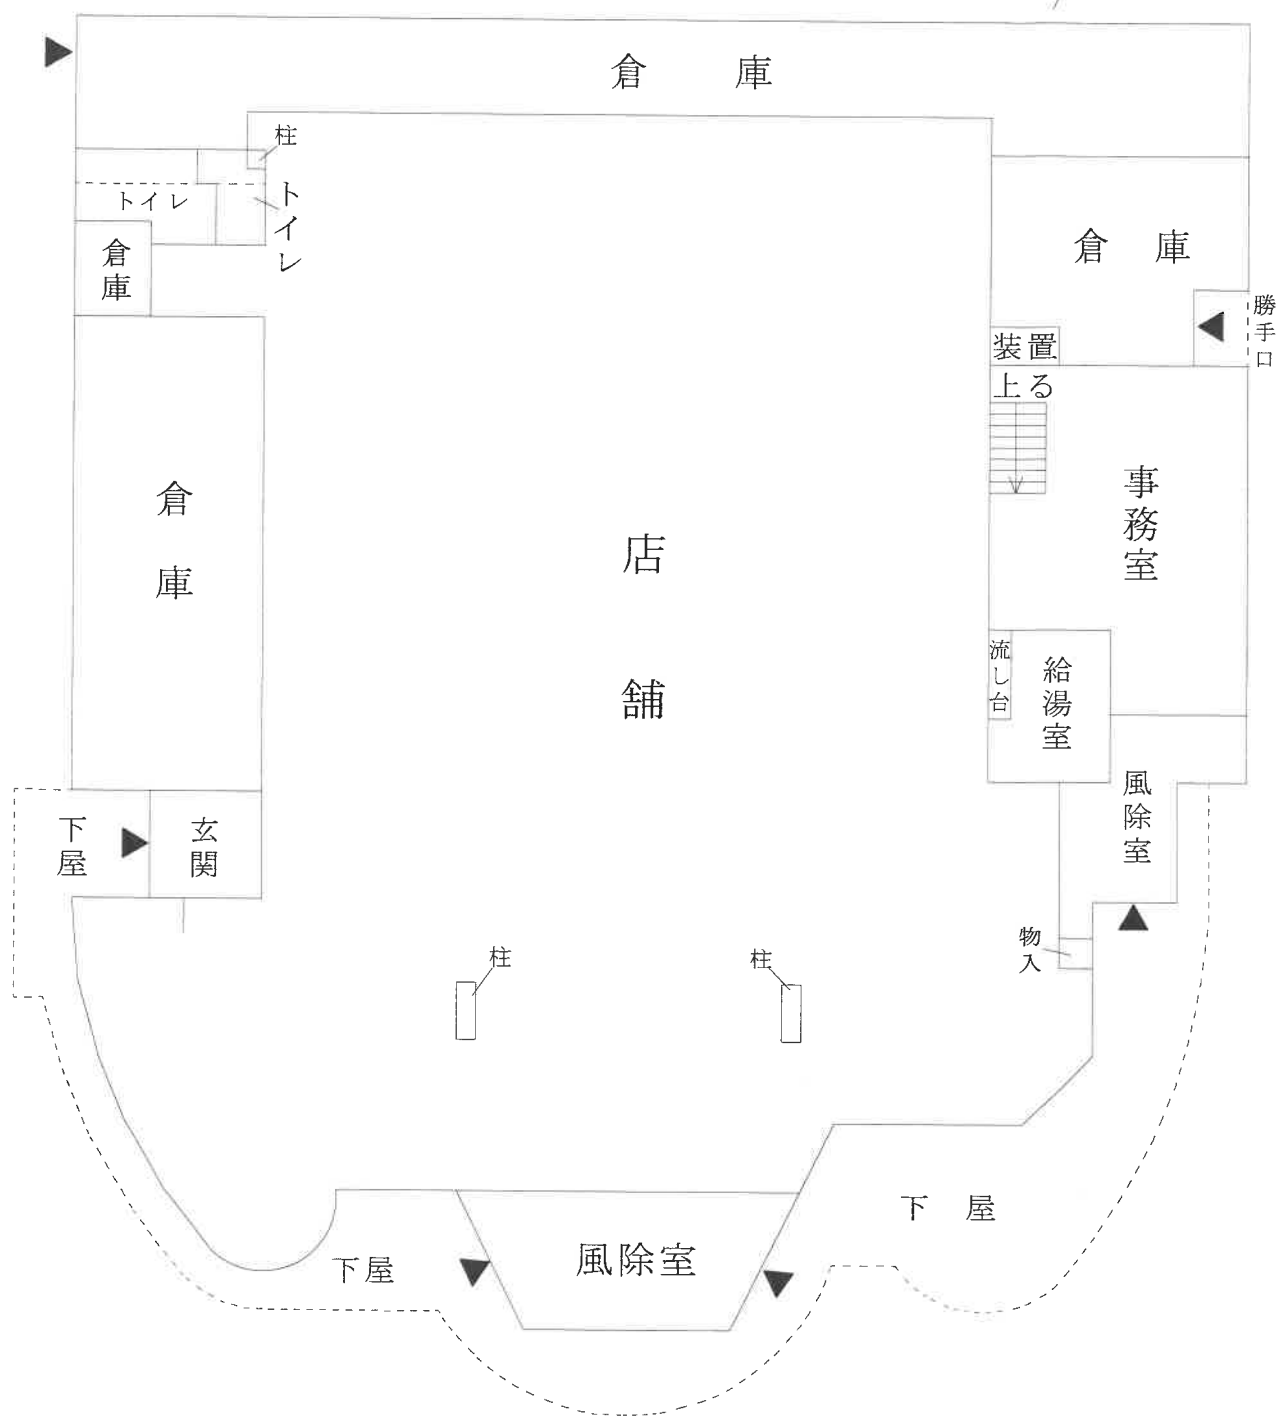 倉庫
柱
トイレ
トイレ
倉庫
倉庫
勝手口
装置
上る
倉庫
事務室
店舗
流し台
給湯室
風除室
下屋
玄関
物入
柱
柱
下屋
風除室
下屋